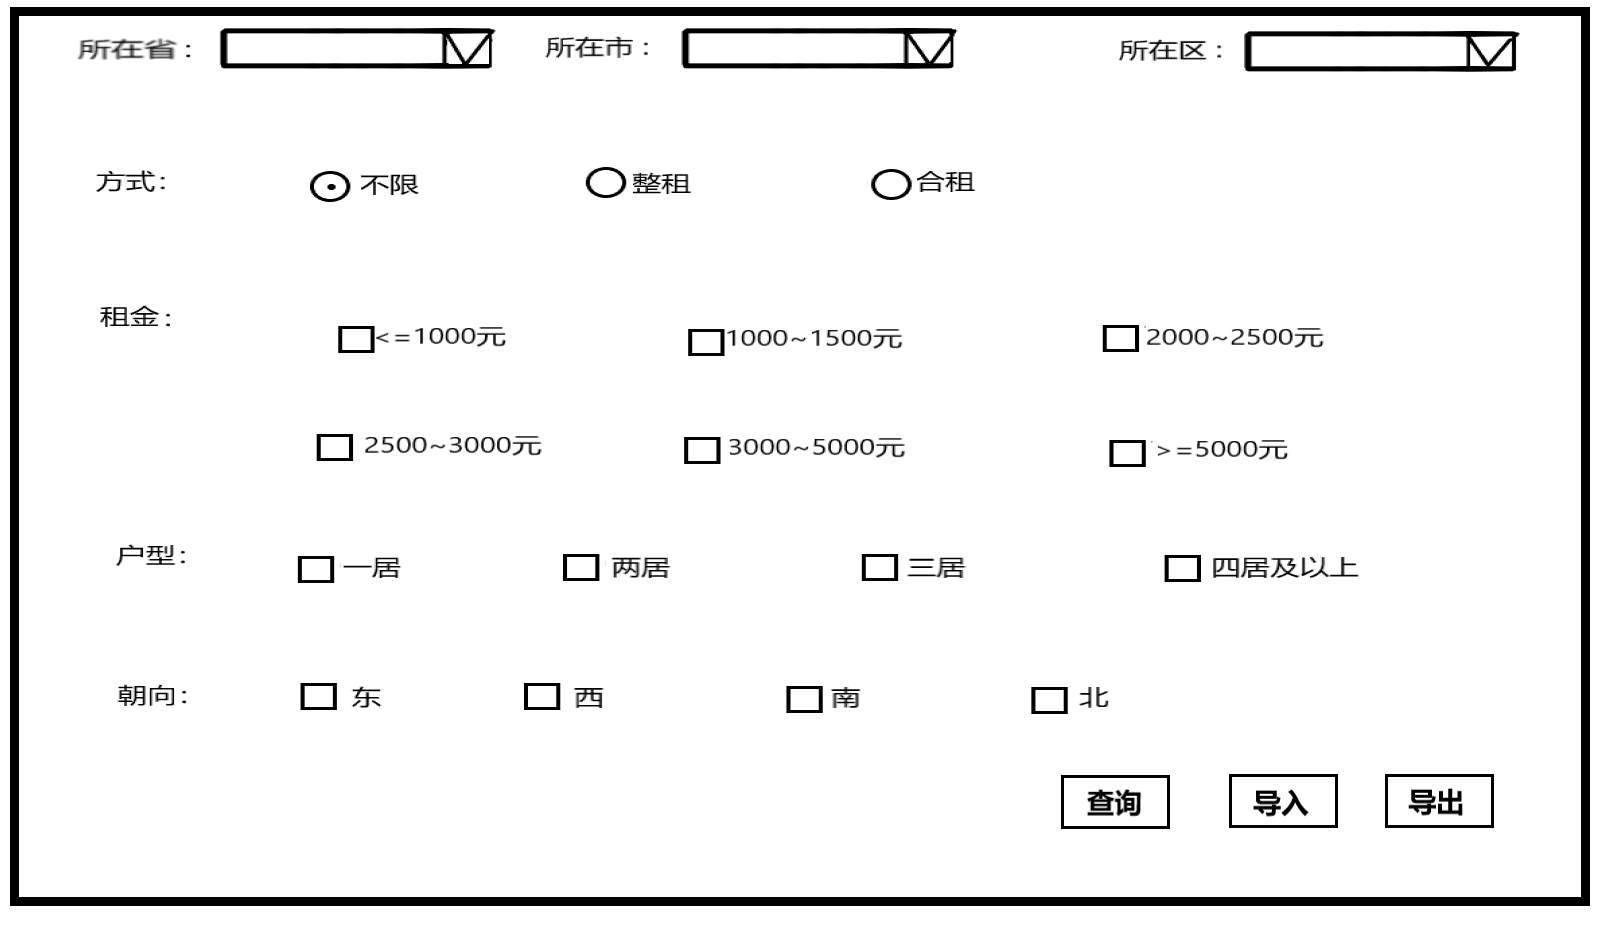 所在省： 所在市： 所在区：
方式： 不限 整租 合租
租金：
<=1000元 1000~1500元 2000~2500元
2500~3000元 3000~5000元 >=5000元
户型： 一居 两居 三居 四居及以上
朝向： 东 西 南 北
查询 导入 导出